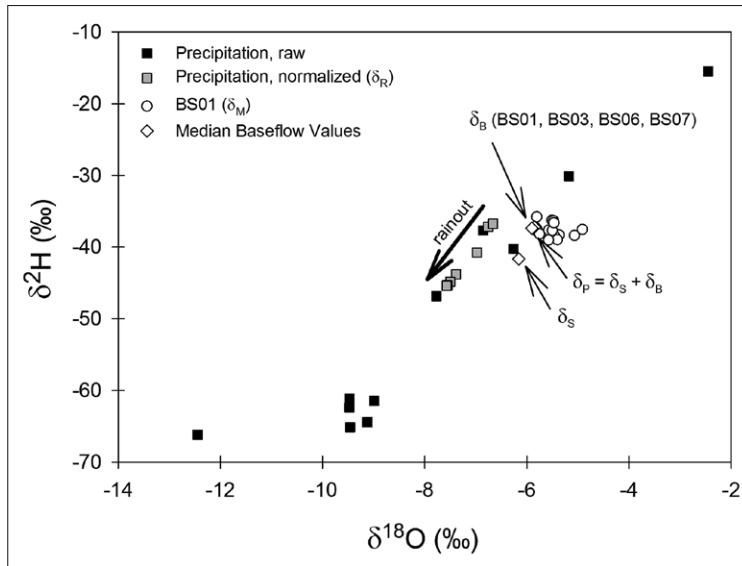 -10
-20
-30
-40
-50
-60
-70
δ²H (‰)
Precipitation, raw
Precipitation, normalized (δR)
BS01 (δM)
Median Baseflow Values
δB (BS01, BS03, BS06, BS07)
rainout
δP = δS + δB
δS
-14 -12 -10 -8 -6 -4 -2
δ¹⁸O (‰)